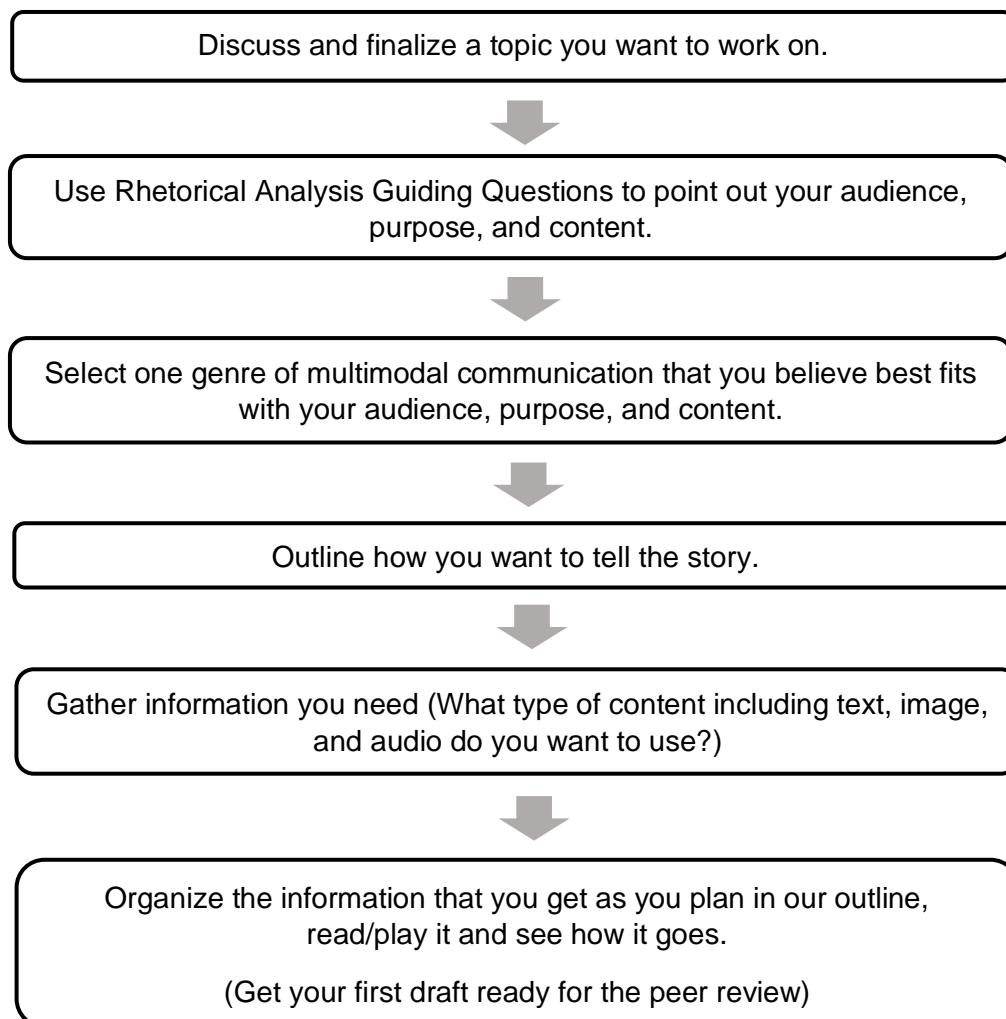 Discuss and finalize a topic you want to work on.
Use Rhetorical Analysis Guiding Questions to point out your audience,
purpose, and content.
Select one genre of multimodal communication that you believe best fits
with your audience, purpose, and content.
Outline how you want to tell the story.
Gather information you need (What type of content including text, image,
and audio do you want to use?)
Organize the information that you get as you plan in our outline,
read/play it and see how it goes.
(Get your first draft ready for the peer review)